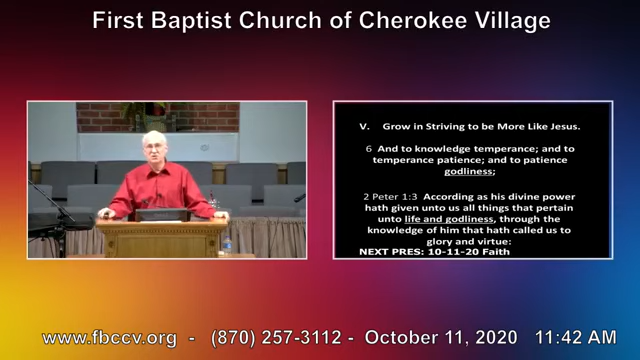 First Baptist Church of Cherokee Village
V. Grow in Striving to be More Like Jesus.
6 And to knowledge temperance; and to
temperance patience; and to patience
godliness;
2 Peter 1:3 According as his divine power
hath given unto us all things that pertain
unto life and godliness, through the
knowledge of him that hath called us to
glory and virtue:
NEXT PRES: 10-11-20 Faith
www.fbccv.org - (870) 257-3112 - October 11, 2020 11:42 AM